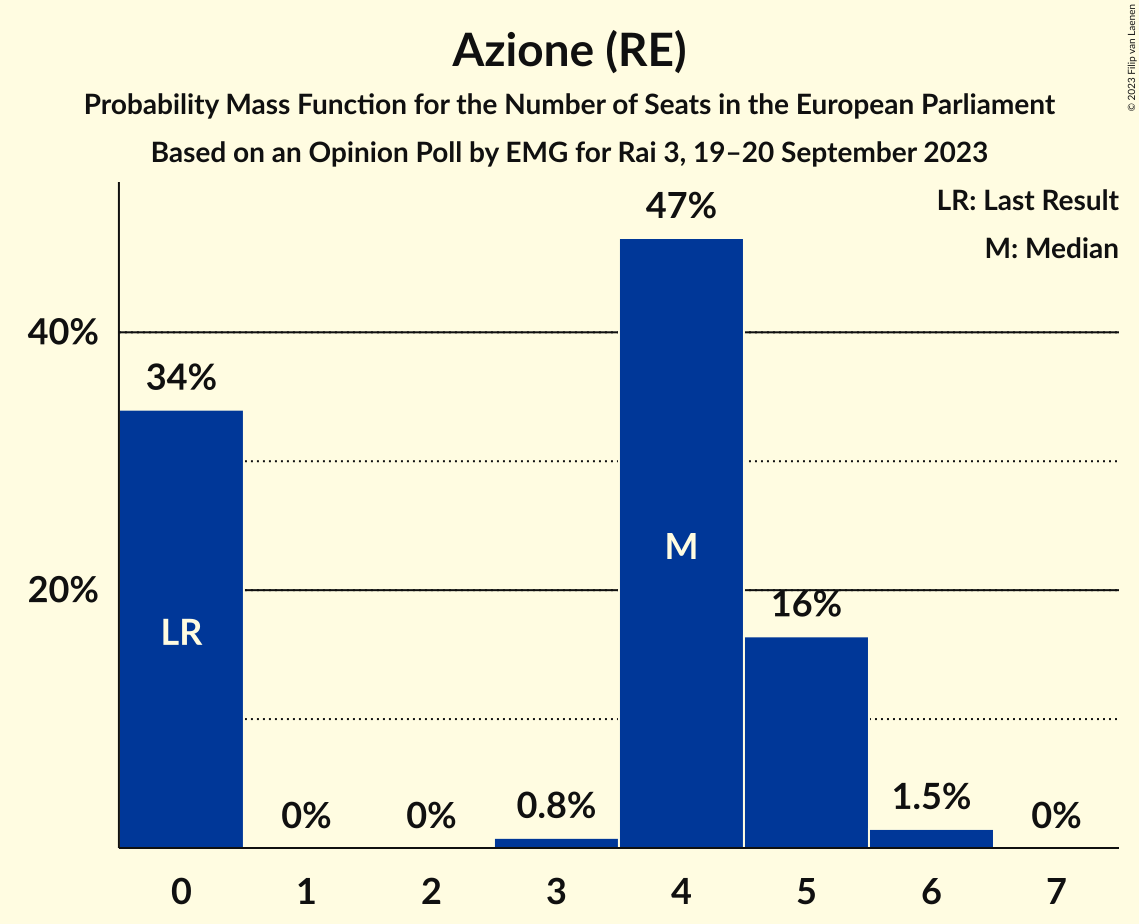 Azione (RE)
Probability Mass Function for the Number of Seats in the European Parliament
Based on an Opinion Poll by EMG for Rai 3, 19–20 September 2023
© 2023 Filip van Laenen
LR: Last Result
M: Median
40%
20%
34%
0%
0%
0.8%
47%
16%
1.5%
0%
LR
M
0 1 2 3 4 5 6 7